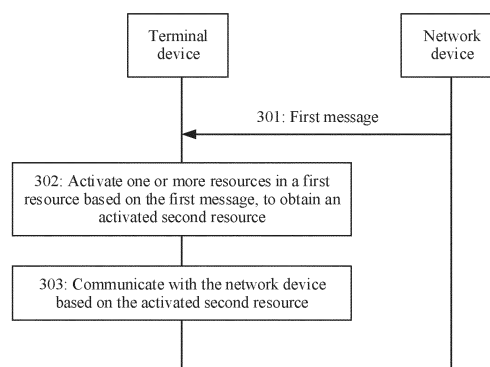 Terminal
device
Network
device
301: First message
302: Activate one or more resources in a first
resource based on the first message, to obtain an
activated second resource
303: Communicate with the network device
based on the activated second resource